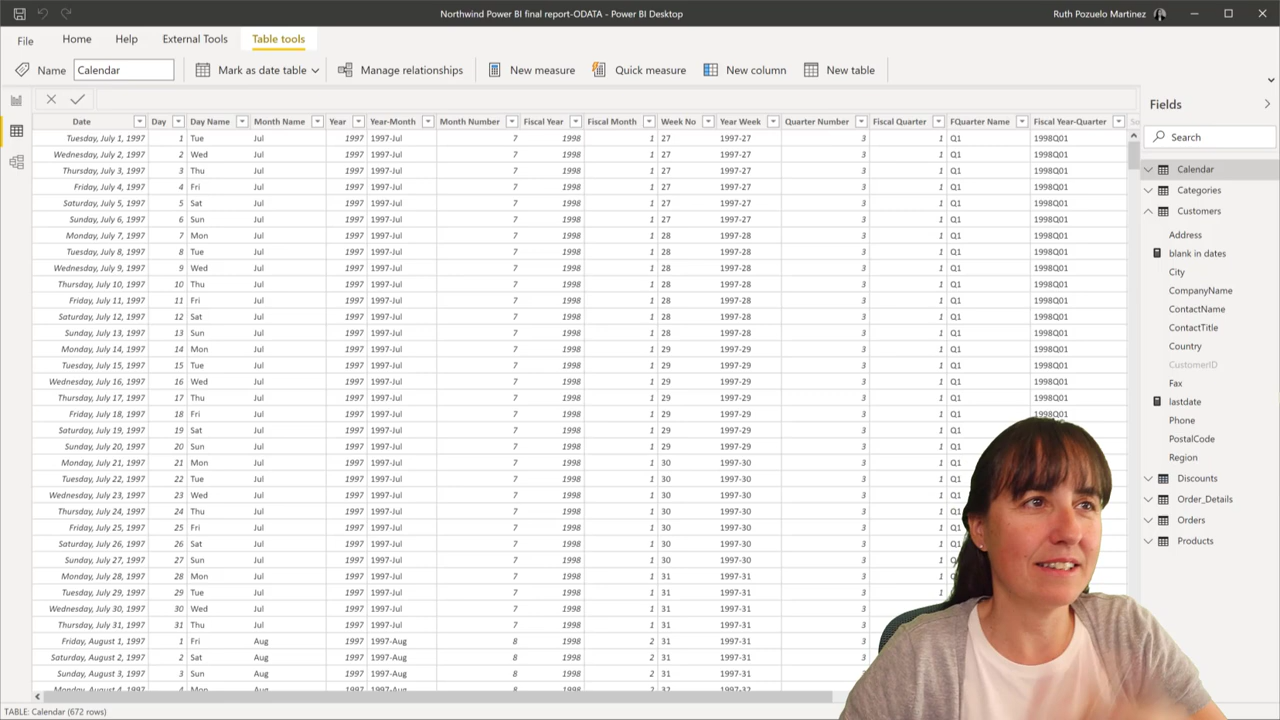 Northwind Power BI final report-ODATA - Power BI Desktop
Ruth Pozuelo Martinez
File Home Help External Tools Table tools
Name Calendar Mark as date table Manage relationships New measure Quick measure New column New table
Date Day Day Name Month Name Year Year-Month Month Number Fiscal Year Fiscal Month Week No Year Week Quarter Number Fiscal Quarter FQuarter Name Fiscal Year-Quarter
Tuesday, July 1, 1997 1 Tue Jul 1997 1997-Jul 7 1998 1 27 1997-27 3 1 Q1 1998Q01
Wednesday, July 2, 1997 2 Wed Jul 1997 1997-Jul 7 1998 1 27 1997-27 3 1 Q1 1998Q01
Thursday, July 3, 1997 3 Thu Jul 1997 1997-Jul 7 1998 1 27 1997-27 3 1 Q1 1998Q01
Friday, July 4, 1997 4 Fri Jul 1997 1997-Jul 7 1998 1 27 1997-27 3 1 Q1 1998Q01
Saturday, July 5, 1997 5 Sat Jul 1997 1997-Jul 7 1998 1 27 1997-27 3 1 Q1 1998Q01
Sunday, July 6, 1997 6 Sun Jul 1997 1997-Jul 7 1998 1 27 1997-27 3 1 Q1 1998Q01
Monday, July 7, 1997 7 Mon Jul 1997 1997-Jul 7 1998 1 28 1997-28 3 1 Q1 1998Q01
Tuesday, July 8, 1997 8 Tue Jul 1997 1997-Jul 7 1998 1 28 1997-28 3 1 Q1 1998Q01
Wednesday, July 9, 1997 9 Wed Jul 1997 1997-Jul 7 1998 1 28 1997-28 3 1 Q1 1998Q01
Thursday, July 10, 1997 10 Thu Jul 1997 1997-Jul 7 1998 1 28 1997-28 3 1 Q1 1998Q01
Friday, July 11, 1997 11 Fri Jul 1997 1997-Jul 7 1998 1 28 1997-28 3 1 Q1 1998Q01
Saturday, July 12, 1997 12 Sat Jul 1997 1997-Jul 7 1998 1 28 1997-28 3 1 Q1 1998Q01
Sunday, July 13, 1997 13 Sun Jul 1997 1997-Jul 7 1998 1 28 1997-28 3 1 Q1 1998Q01
Monday, July 14, 1997 14 Mon Jul 1997 1997-Jul 7 1998 1 29 1997-29 3 1 Q1 1998Q01
Tuesday, July 15, 1997 15 Tue Jul 1997 1997-Jul 7 1998 1 29 1997-29 3 1 Q1 1998Q01
Wednesday, July 16, 1997 16 Wed Jul 1997 1997-Jul 7 1998 1 29 1997-29 3 1 Q1 1998Q01
Thursday, July 17, 1997 17 Thu Jul 1997 1997-Jul 7 1998 1 29 1997-29 3 1 Q1 1998Q01
Friday, July 18, 1997 18 Fri Jul 1997 1997-Jul 7 1998 1 29 1997-29 3 1 Q1 1998Q01
Saturday, July 19, 1997 19 Sat Jul 1997 1997-Jul 7 1998 1 29 1997-29 3 1 Q1
Sunday, July 20, 1997 20 Sun Jul 1997 1997-Jul 7 1998 1 29 1997-29 3 1 Q1
Monday, July 21, 1997 21 Mon Jul 1997 1997-Jul 7 1998 1 30 1997-30 3 1 Q1
Tuesday, July 22, 1997 22 Tue Jul 1997 1997-Jul 7 1998 1 30 1997-30 3 1 Q1
Wednesday, July 23, 1997 23 Wed Jul 1997 1997-Jul 7 1998 1 30 1997-30 3 1 Q1
Thursday, July 24, 1997 24 Thu Jul 1997 1997-Jul 7 1998 1 30 1997-30 3 1 Q1
Friday, July 25, 1997 25 Fri Jul 1997 1997-Jul 7 1998 1 30 1997-30 3 1 Q1
Saturday, July 26, 1997 26 Sat Jul 1997 1997-Jul 7 1998 1 30 1997-30 3 1
Sunday, July 27, 1997 27 Sun Jul 1997 1997-Jul 7 1998 1 30 1997-30 3 1
Monday, July 28, 1997 28 Mon Jul 1997 1997-Jul 7 1998 1 31 1997-31 3 1
Tuesday, July 29, 1997 29 Tue Jul 1997 1997-Jul 7 1998 1 31 1997-31 3 1
Wednesday, July 30, 1997 30 Wed Jul 1997 1997-Jul 7 1998 1 31 1997-31 3
Thursday, July 31, 1997 31 Thu Jul 1997 1997-Jul 7 1998 1 31 1997-31 3
Friday, August 1, 1997 1 Fri Aug 1997 1997-Aug 8 1998 2 31 1997-31 3
Saturday, August 2, 1997 2 Sat Aug 1997 1997-Aug 8 1998 2 31 1997-31 3
Sunday, August 3, 1997 3 Sun Aug 1997 1997-Aug 8 1998 2 31 1997-31 3
TABLE: Calendar (672 rows)
Fields
Search
Calendar
Categories
Customers
Address
blank in dates
City
CompanyName
ContactName
ContactTitle
Country
CustomerID
Fax
lastdate
Phone
PostalCode
Region
Discounts
Order_Details
Orders
Products